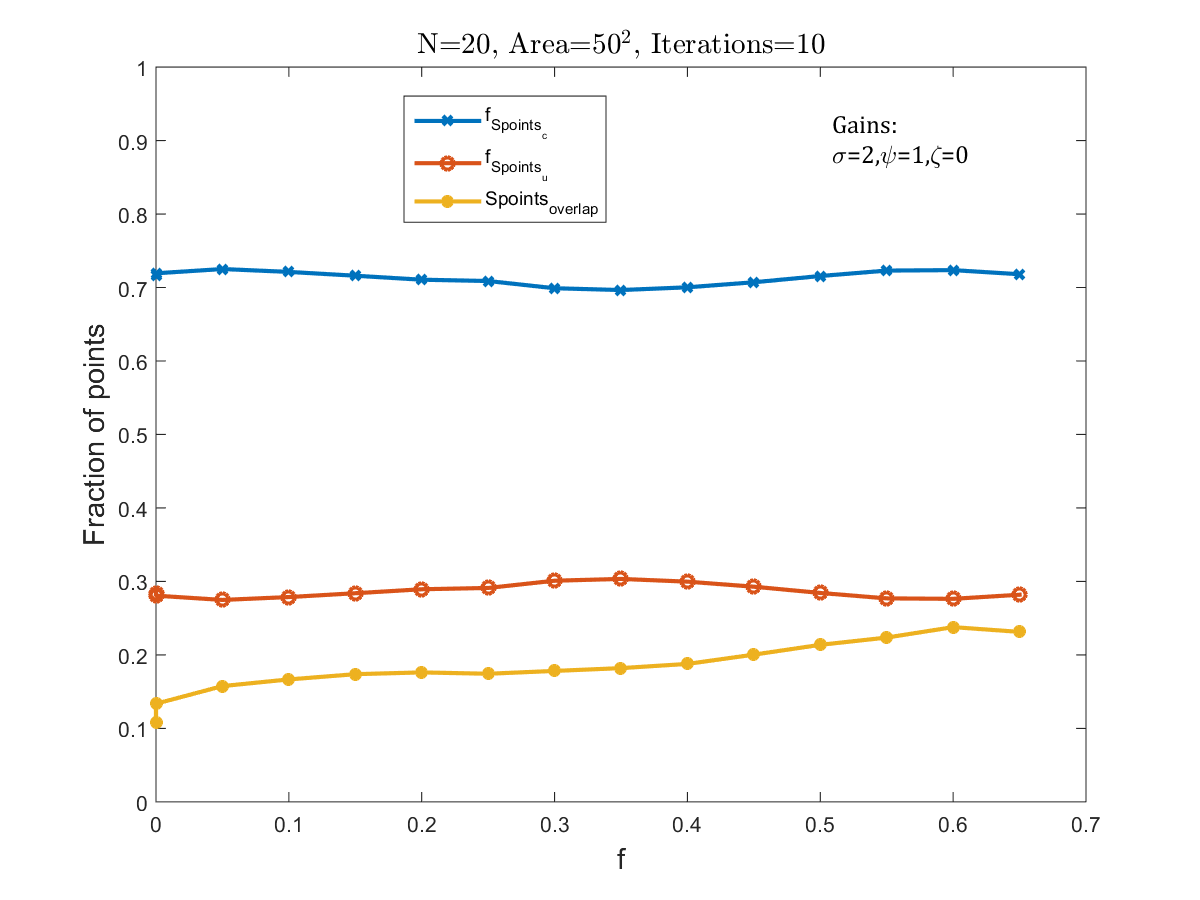 N=20, Area=50², Iterations=10
1
0.9
0.8
0.7
0.6
0.5
0.4
0.3
0.2
0.1
0
Fraction of points
f_Spoints_c
f_Spoints_u
Spoints_overlap
Gains:
σ=2,ψ=1,ζ=0
0 0.1 0.2 0.3 0.4 0.5 0.6 0.7
f